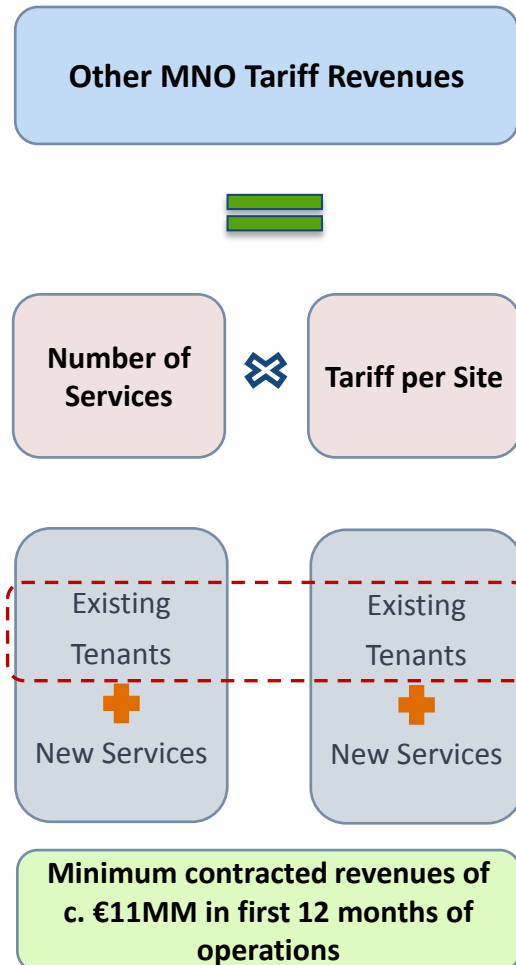 Other MNO Tariff Revenues
Number of
Services
Tariff per Site
Existing
Tenants
New Services
Existing
Tenants
New Services
Minimum contracted revenues of
c. €11MM in first 12 months of
operations